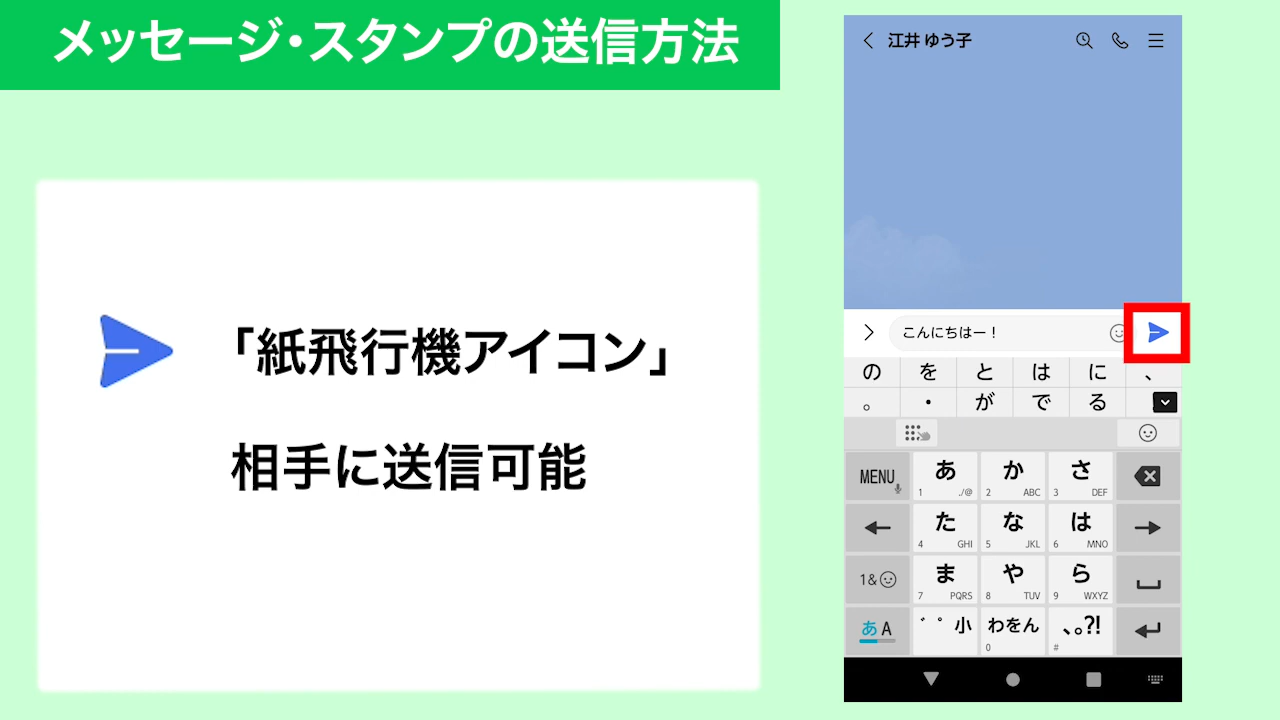 メッセージ・スタンプの送信方法
「紙飛行機アイコン」
相手に送信可能
江井 ゆう子
こんにちはー！
の を と は に 、
。 ・ が で る
MENU あ 1 ./@ か 2 ABC さ 3 DEF
た 4 GHI な 5 JKL は 6 MNO
1& ま 7 PQRS や 8 TUV ら 9 WXYZ
あA ゛゜小 わをん 0 、。?! #